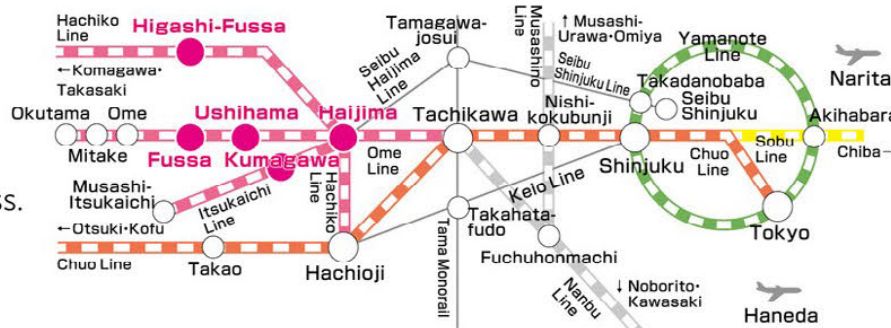 Hachiko
Line
Higashi-Fussa
←Komagawa·
Takasaki
Okutama
Ome
Mitake
Ushihama
Fussa
Kumagawa
Haijima
Musashi-
Itsukaichi
Itsukaichi
Line
Hachiko
Line
ss.
←Otsuki·Kofu
Chuo Line
Takao
Hachioji
Seibu
Haijima
Line
Tamagawa-
josui
Tachikawa
Ome
Line
Musashino
Line
↑ Musashi-
Urawa·Omiya
Seibu
Shinjuku Line
Nishi-
kokubunji
Keio Line
Takahata-
fudo
Tama Monorail
Fuchuhonmachi
Nanbu
Line
↓ Noborito·
Kawasaki
Yamanote
Line
Takadanobaba
Seibu
Shinjuku
Shinjuku
Chuo
Line
Sobu
Line
Akihabara
Chiba
Tokyo
Narita
Haneda